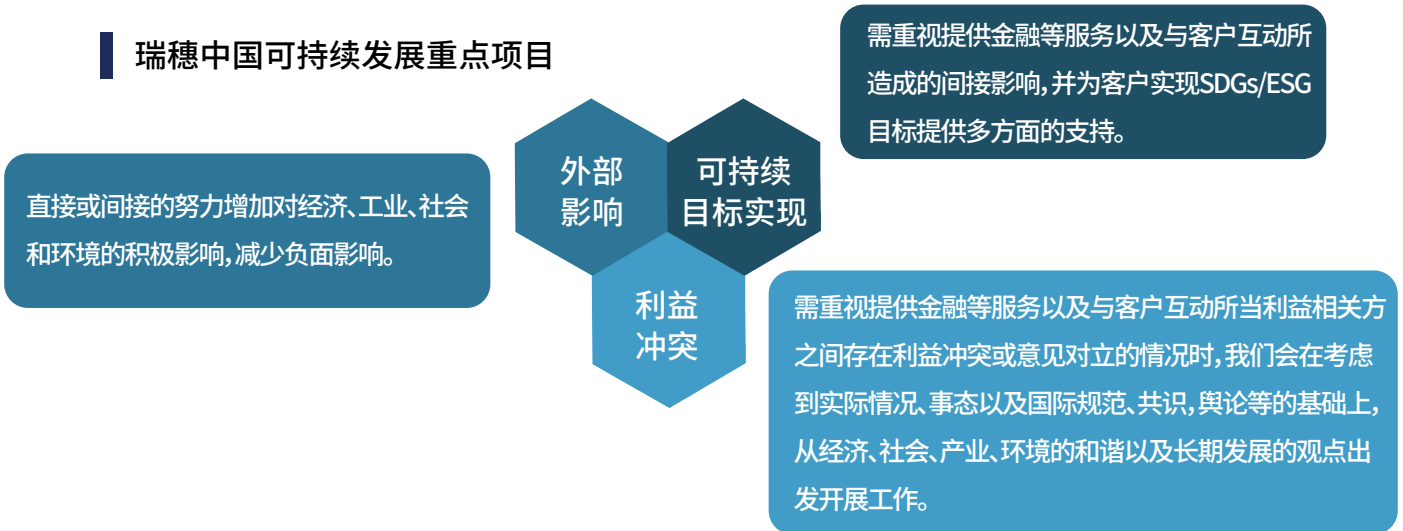 瑞穗中国可持续发展重点项目
需重视提供金融等服务以及与客户互动所
造成的间接影响,并为客户实现SDGs/ESG
目标提供多方面的支持。
外部
影响
可持续
目标实现
直接或间接的努力增加对经济、工业、社会
和环境的积极影响,减少负面影响。
利益
冲突
需重视提供金融等服务以及与客户互动所当利益相关方
之间存在利益冲突或意见对立的情况时,我们会在考虑
到实际情况、事态以及国际规范、共识,舆论等的基础上,
从经济、社会、产业、环境的和谐以及长期发展的观点出
发开展工作。